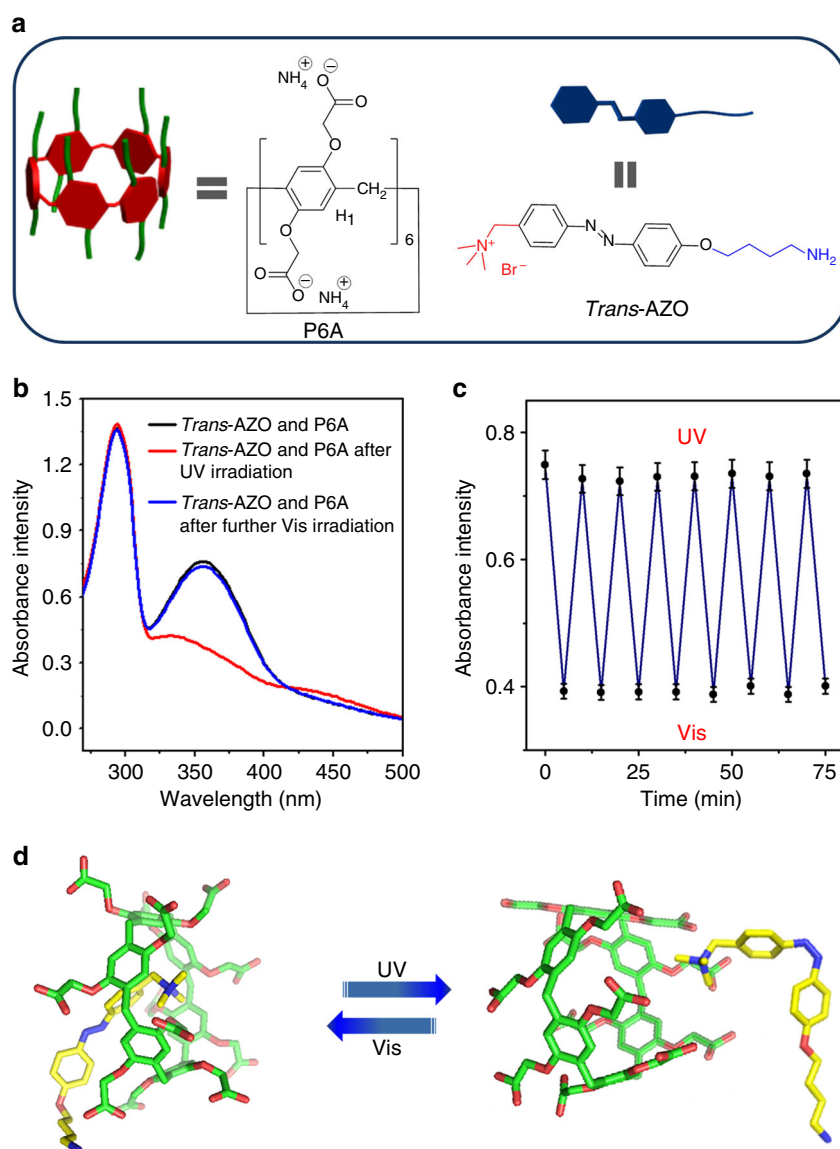 a
NH4 ⊕
⊖
O
O
O
CH2
H1
6
O
O
O ⊖
NH4 ⊕
P6A
N
N
N+
Br−
O
NH2
Trans-AZO
b
1.5
1.2
0.9
0.6
0.3
0.0
Absorbance intensity
Trans-AZO and P6A
Trans-AZO and P6A after
UV irradiation
Trans-AZO and P6A
after further Vis irradiation
300
350
400
450
500
Wavelength (nm)
c
0.8
0.6
0.4
Absorbance intensity
UV
Vis
0
25
50
75
Time (min)
d
UV
Vis